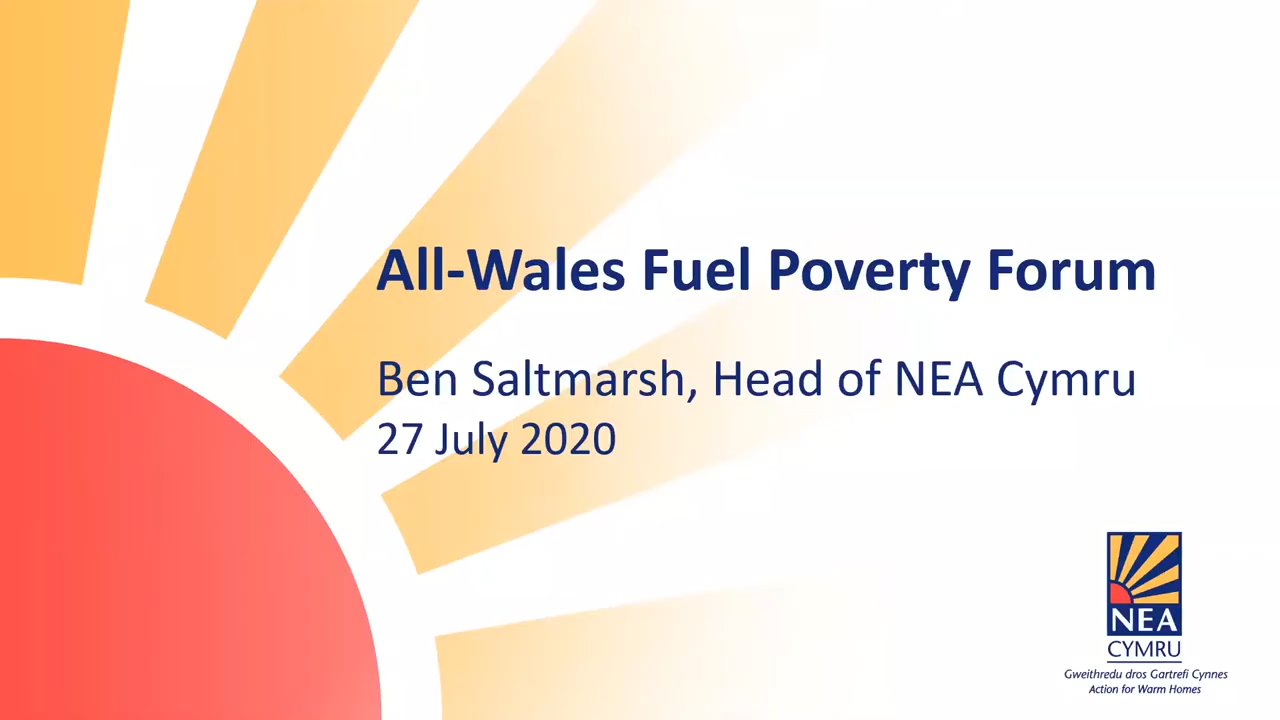 All-Wales Fuel Poverty Forum
Ben Saltmarsh, Head of NEA Cymru
27 July 2020
NEA
CYMRU
Gweithredu dros Gartrefi Cynnes
Action for Warm Homes